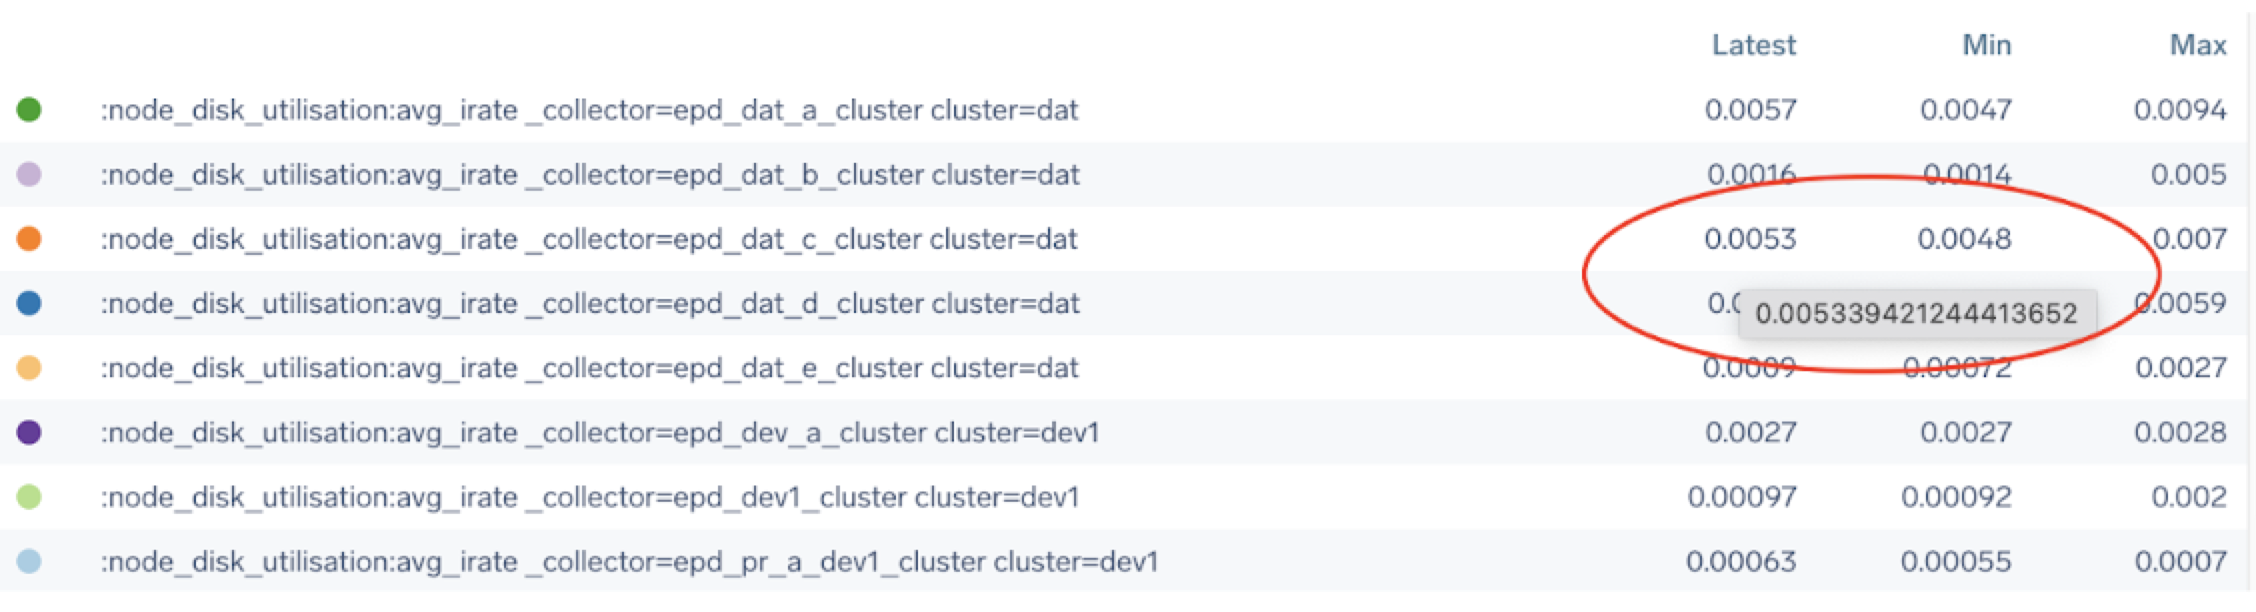 Latest Min Max
:node_disk_utilisation:avg_irate _collector=epd_dat_a_cluster cluster=dat 0.0057 0.0047 0.0094
:node_disk_utilisation:avg_irate _collector=epd_dat_b_cluster cluster=dat 0.0016 0.0014 0.005
:node_disk_utilisation:avg_irate _collector=epd_dat_c_cluster cluster=dat 0.0053 0.0048 0.007
:node_disk_utilisation:avg_irate _collector=epd_dat_d_cluster cluster=dat 0.0059
0.005339421244413652
:node_disk_utilisation:avg_irate _collector=epd_dat_e_cluster cluster=dat 0.0009 0.00072 0.0027
:node_disk_utilisation:avg_irate _collector=epd_dev_a_cluster cluster=dev1 0.0027 0.0027 0.0028
:node_disk_utilisation:avg_irate _collector=epd_dev1_cluster cluster=dev1 0.00097 0.00092 0.002
:node_disk_utilisation:avg_irate _collector=epd_pr_a_dev1_cluster cluster=dev1 0.00063 0.00055 0.0007